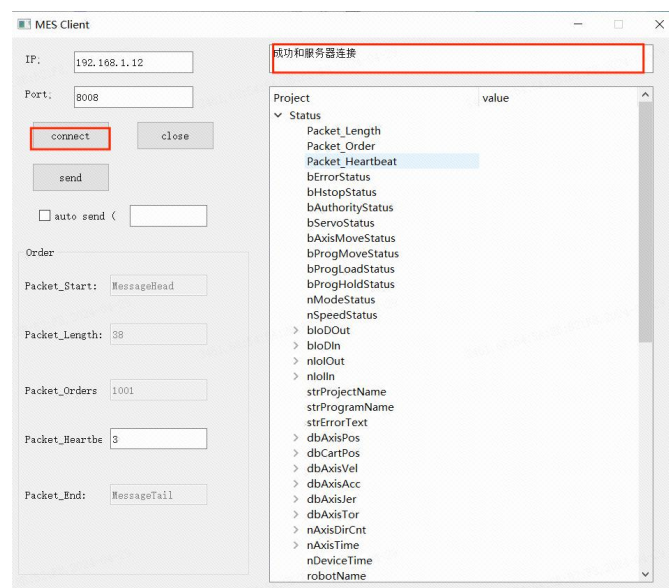 MES Client
IP:
192.168.1.12
Port:
8008
connect
close
send
auto send (
Order
Packet_Start:
MessageHead
Packet_Length:
38
Packet_Orders
1001
Packet_Heartbe
3
Packet_End:
MessageTail
成功和服务器连接
Project value
Status
Packet_Length
Packet_Order
Packet_Heartbeat
bErrorStatus
bHstopStatus
bAuthorityStatus
bServoStatus
bAxisMoveStatus
bProgMoveStatus
bProgLoadStatus
bProgHoldStatus
nModeStatus
nSpeedStatus
bIoDOut
bIoDIn
nIoIOut
nIoIIn
strProjectName
strProgramName
strErrorText
dbAxisPos
dbCartPos
dbAxisVel
dbAxisAcc
dbAxisJer
dbAxisTor
nAxisDirCnt
nAxisTime
nDeviceTime
robotName